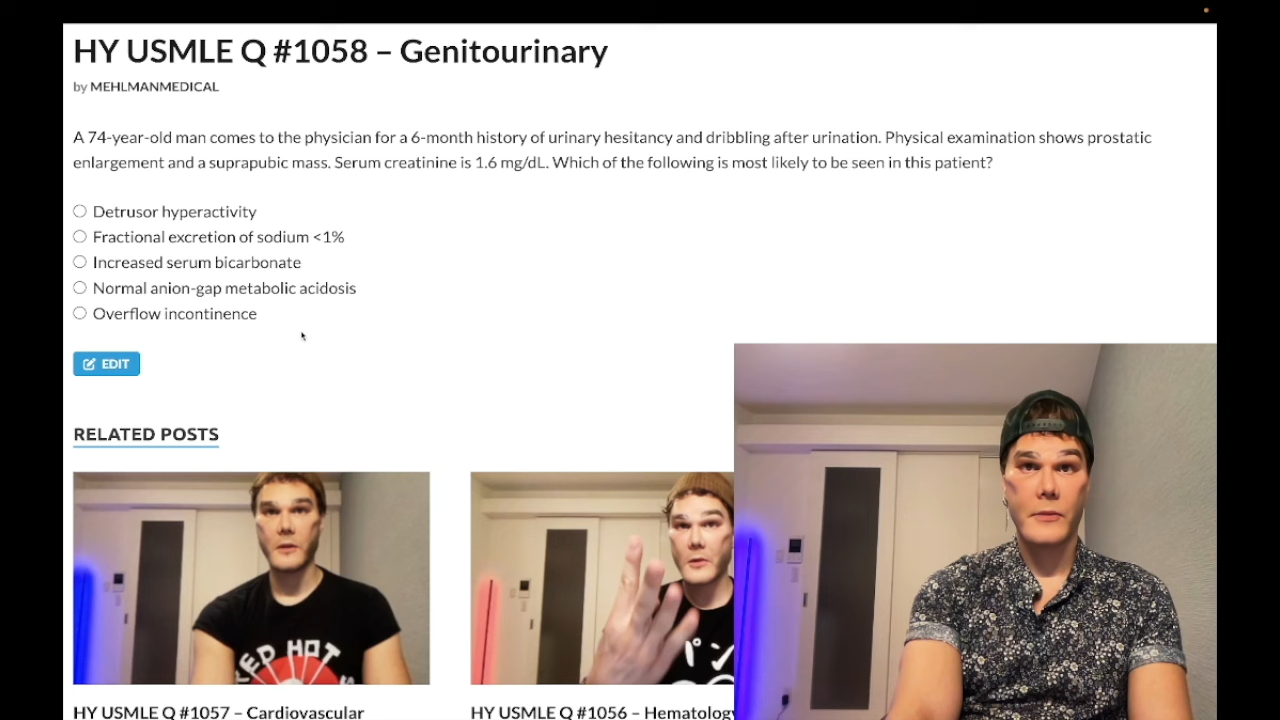 HY USMLE Q #1058 – Genitourinary
by MEHLMANMEDICAL
A 74-year-old man comes to the physician for a 6-month history of urinary hesitancy and dribbling after urination. Physical examination shows prostatic
enlargement and a suprapubic mass. Serum creatinine is 1.6 mg/dL. Which of the following is most likely to be seen in this patient?
Detrusor hyperactivity
Fractional excretion of sodium <1%
Increased serum bicarbonate
Normal anion-gap metabolic acidosis
Overflow incontinence
EDIT
RELATED POSTS
HOT
パン
HY USMLE Q #1057 – Cardiovascular
HY USMLE Q #1056 – Hematology